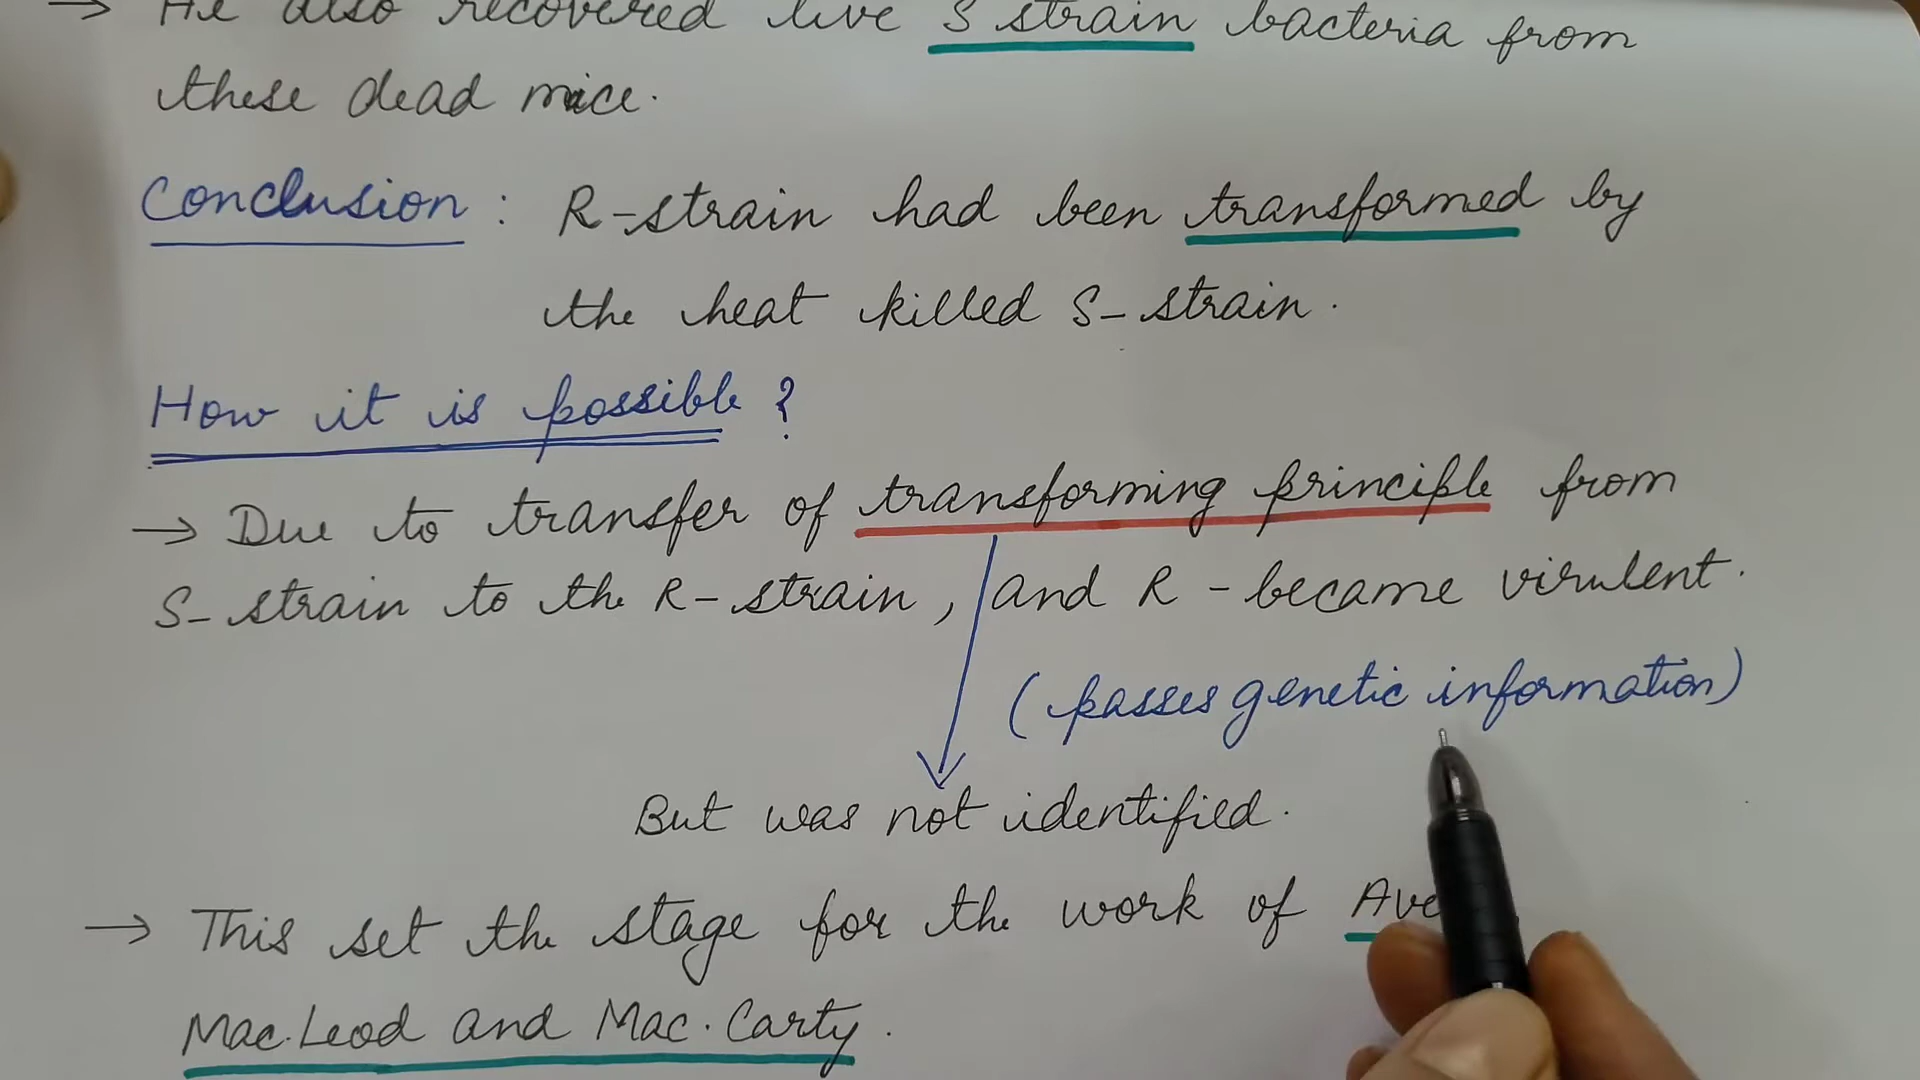 → He also recovered live S strain bacteria from
these dead mice.
Conclusion : R-strain had been transformed by
the heat killed S-strain.
How it is possible ?
→ Due to transfer of transforming principle from
S-strain to the R-strain, and R-became virulent.
(passes genetic information)
But was not identified.
→ This set the stage for the work of
Mac.Leod and Mac.Carty.